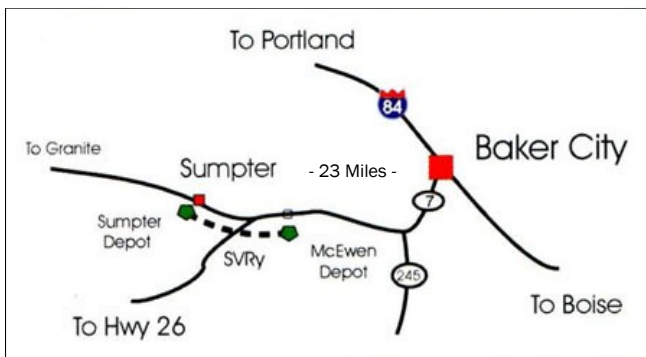 To Portland
84
Baker City
To Granite
Sumpter
- 23 Miles -
7
Sumpter
Depot
SVRy
McEwen
Depot
245
To Boise
To Hwy 26